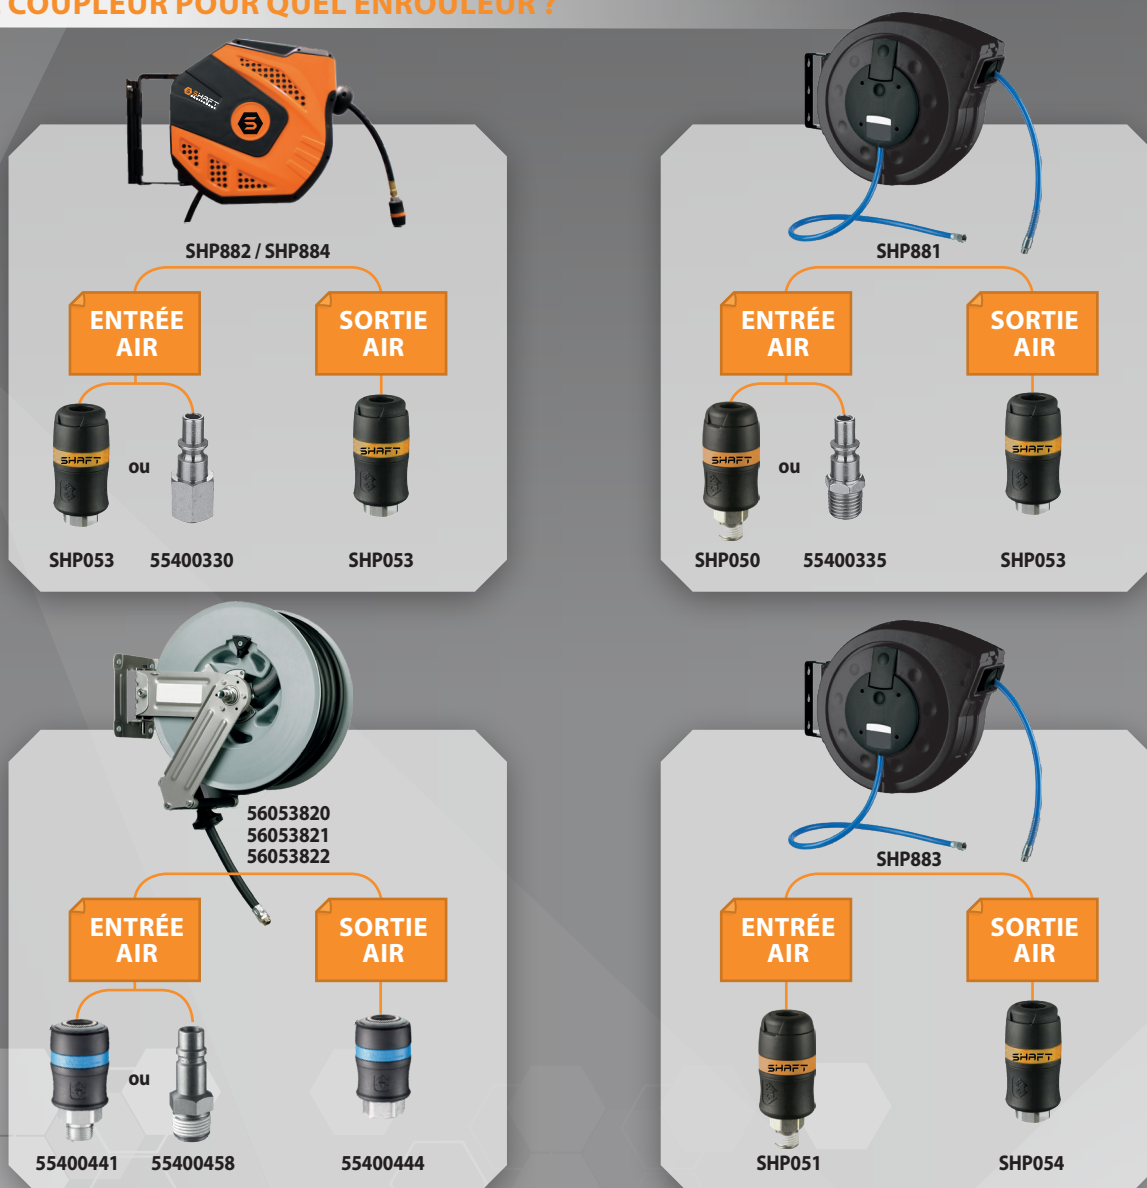 COUPLEUR POUR QUEL ENROULEUR ?
SHAFT
SHP882 / SHP884
ENTRÉE
AIR
SORTIE
AIR
SHAFT
ou
SHAFT
SHP053
55400330
SHP053
SHP881
ENTRÉE
AIR
SORTIE
AIR
SHAFT
ou
SHAFT
SHP050
55400335
SHP053
56053820
56053821
56053822
ENTRÉE
AIR
SORTIE
AIR
ou
55400441
55400458
55400444
SHP883
ENTRÉE
AIR
SORTIE
AIR
SHAFT
SHAFT
SHP051
SHP054